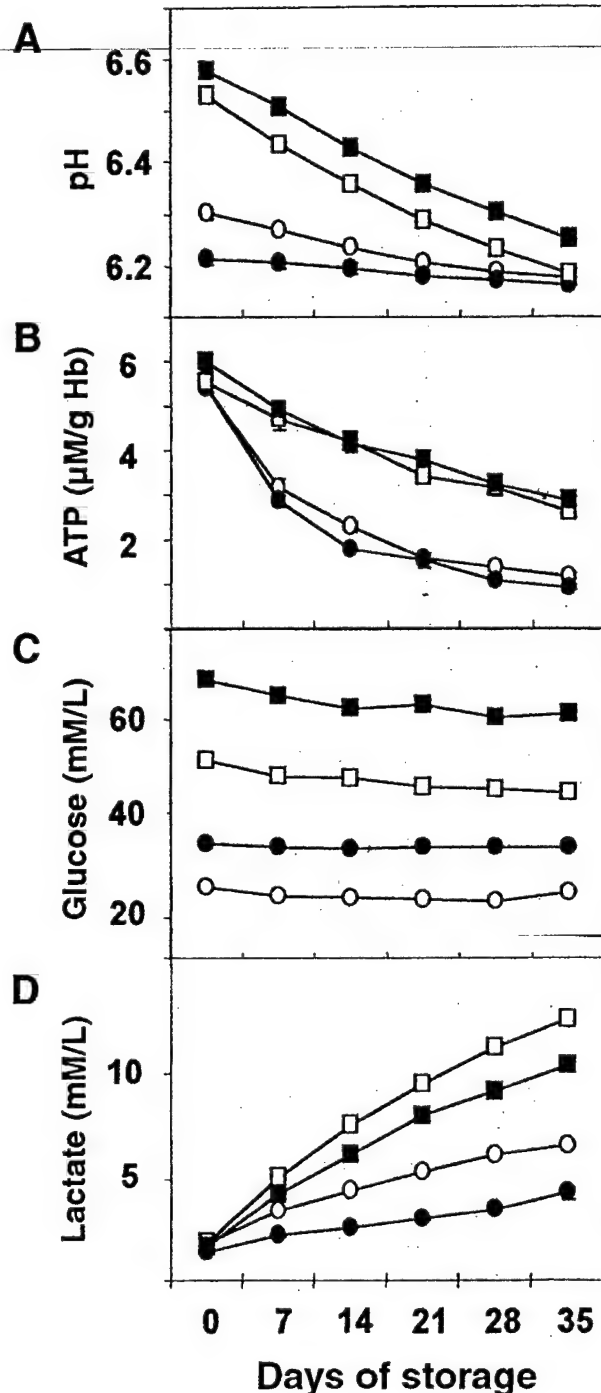 A
pH
6.6
6.4
6.2
B
ATP (µM/g Hb)
6
4
2
C
Glucose (mM/L)
60
40
20
D
Lactate (mM/L)
10
5
0 7 14 21 28 35
Days of storage